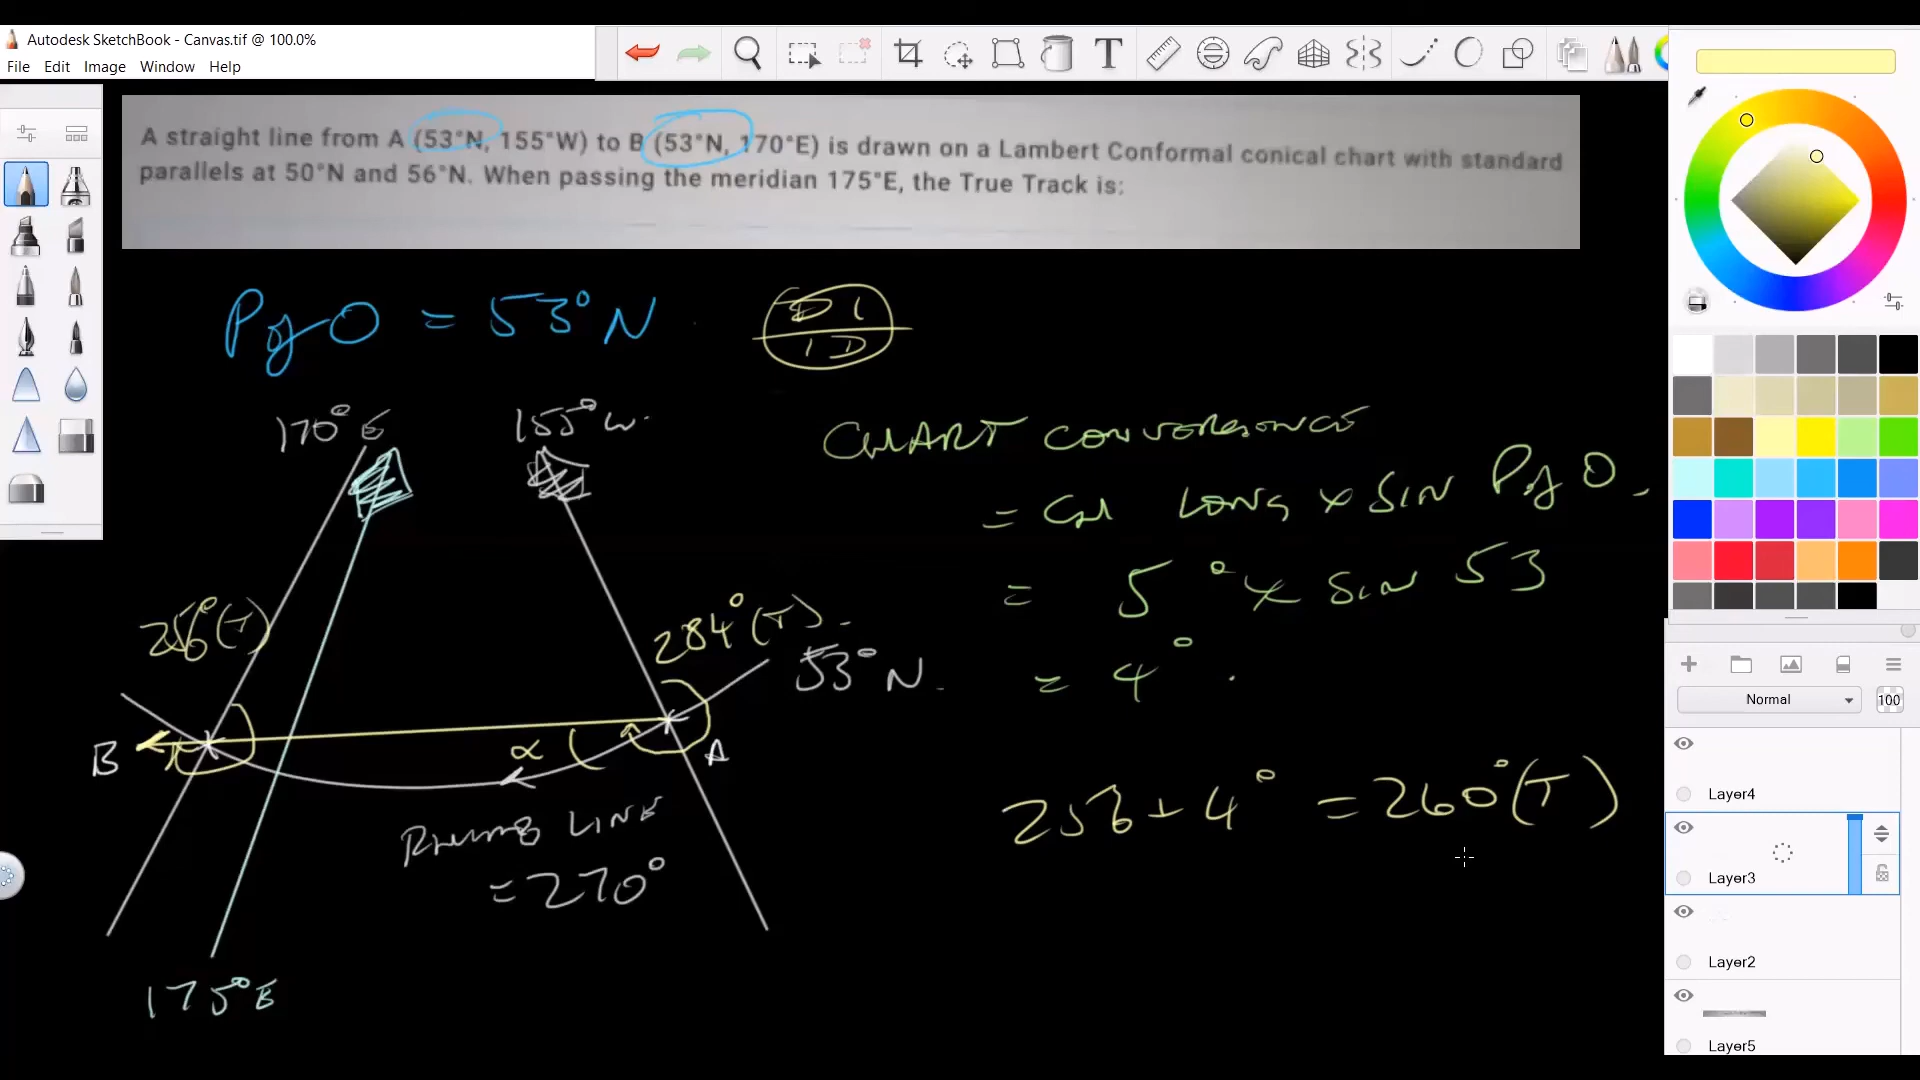 Autodesk SketchBook - Canvas.tif @ 100.0%
File Edit Image Window Help
A straight line from A (53°N, 155°W) to B (53°N, 170°E) is drawn on a Lambert Conformal conical chart with standard
parallels at 50°N and 56°N. When passing the meridian 175°E, the True Track is:
P of O = 53°N
D I
I D
170°E
155°W.
CHART CONVERGENCE
= CH LONG x SIN P of O.
= 5° x SIN 53
= 4°.
256°(T)
284°(T).
53°N.
B
α
A
RHUMB LINE
= 270°
256 + 4° = 260°(T)
175°E
Normal
100
Layer4
Layer3
Layer2
Layer5